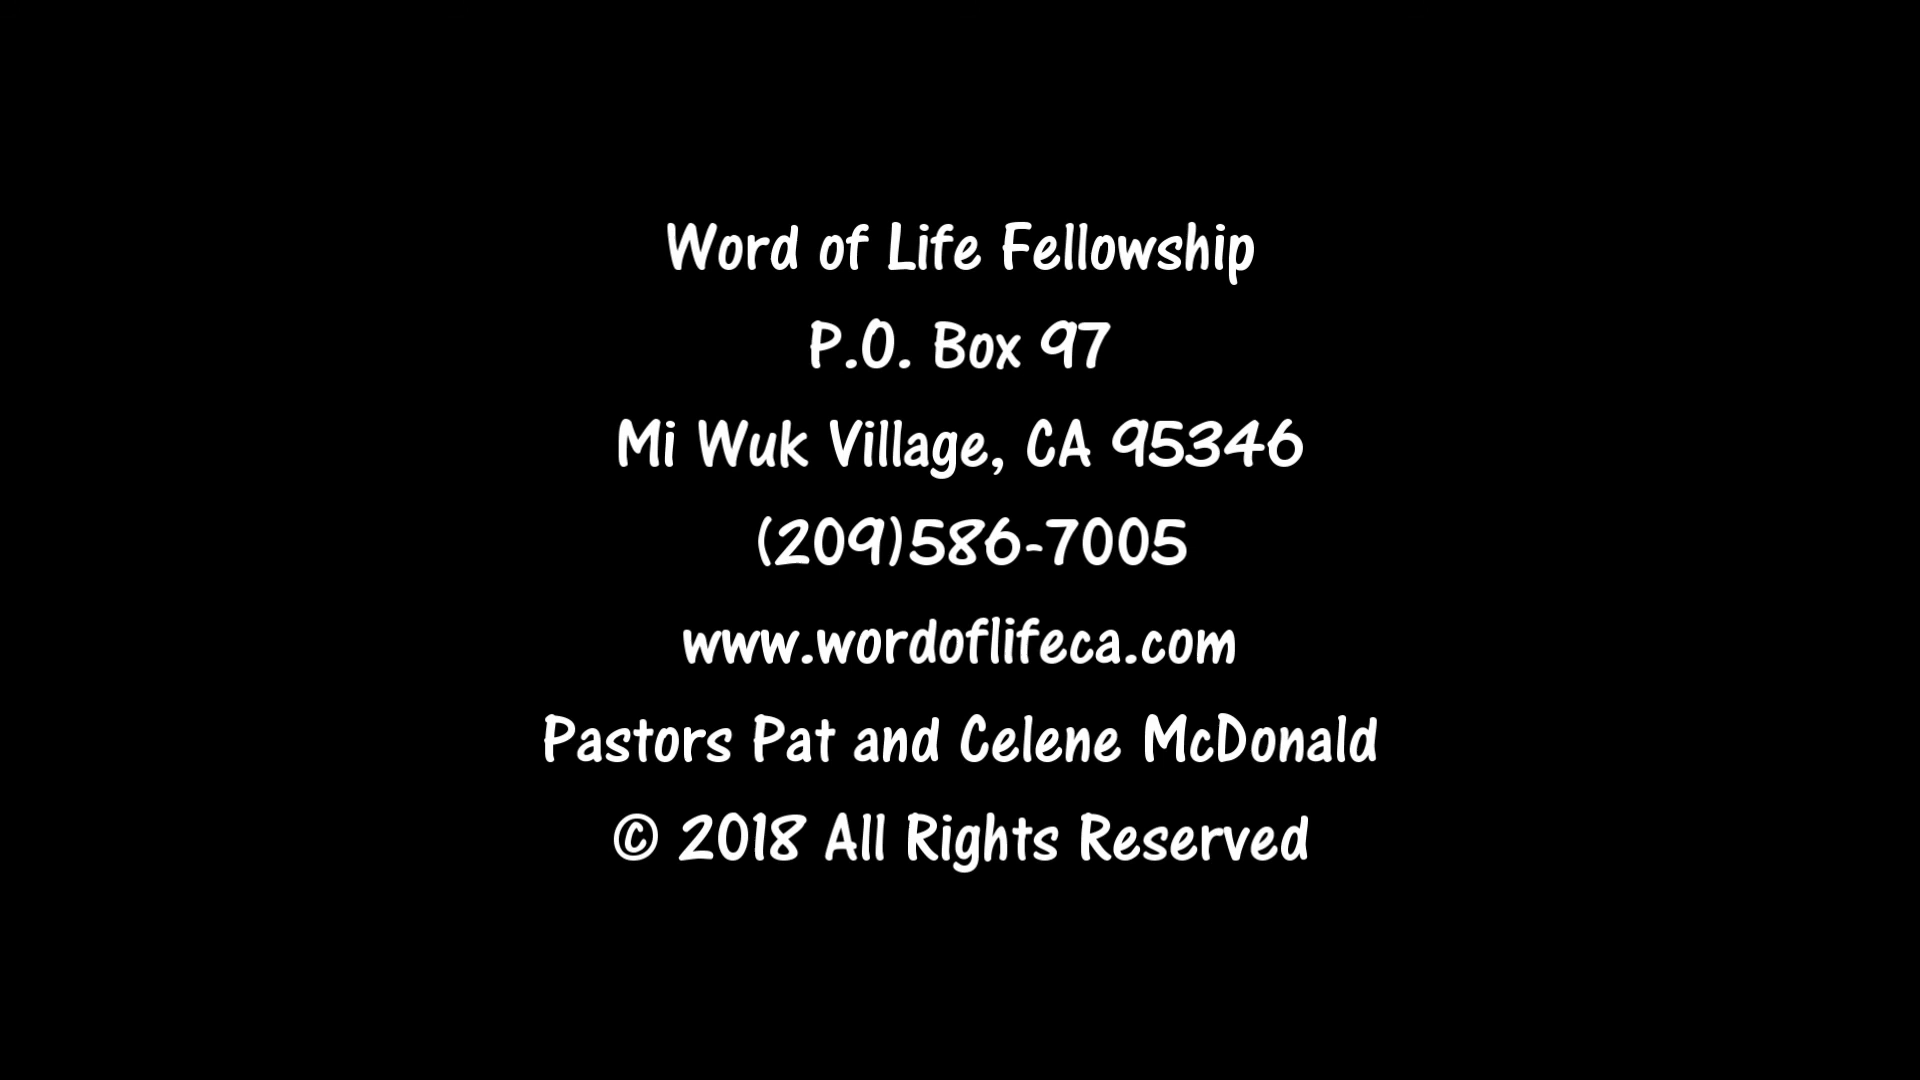 Word of Life Fellowship
P.O. Box 97
Mi Wuk Village, CA 95346
(209)586-7005
www.wordoflifeca.com
Pastors Pat and Celene McDonald
© 2018 All Rights Reserved